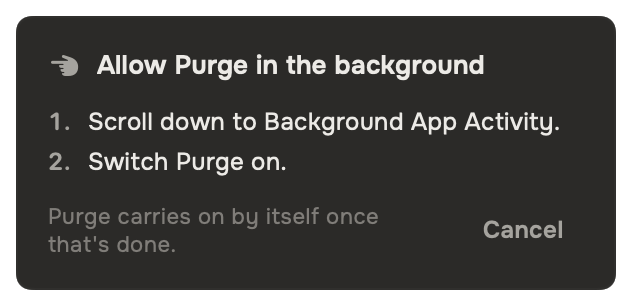 Allow Purge in the background
1. Scroll down to Background App Activity.
2. Switch Purge on.
Purge carries on by itself once
that's done.
Cancel